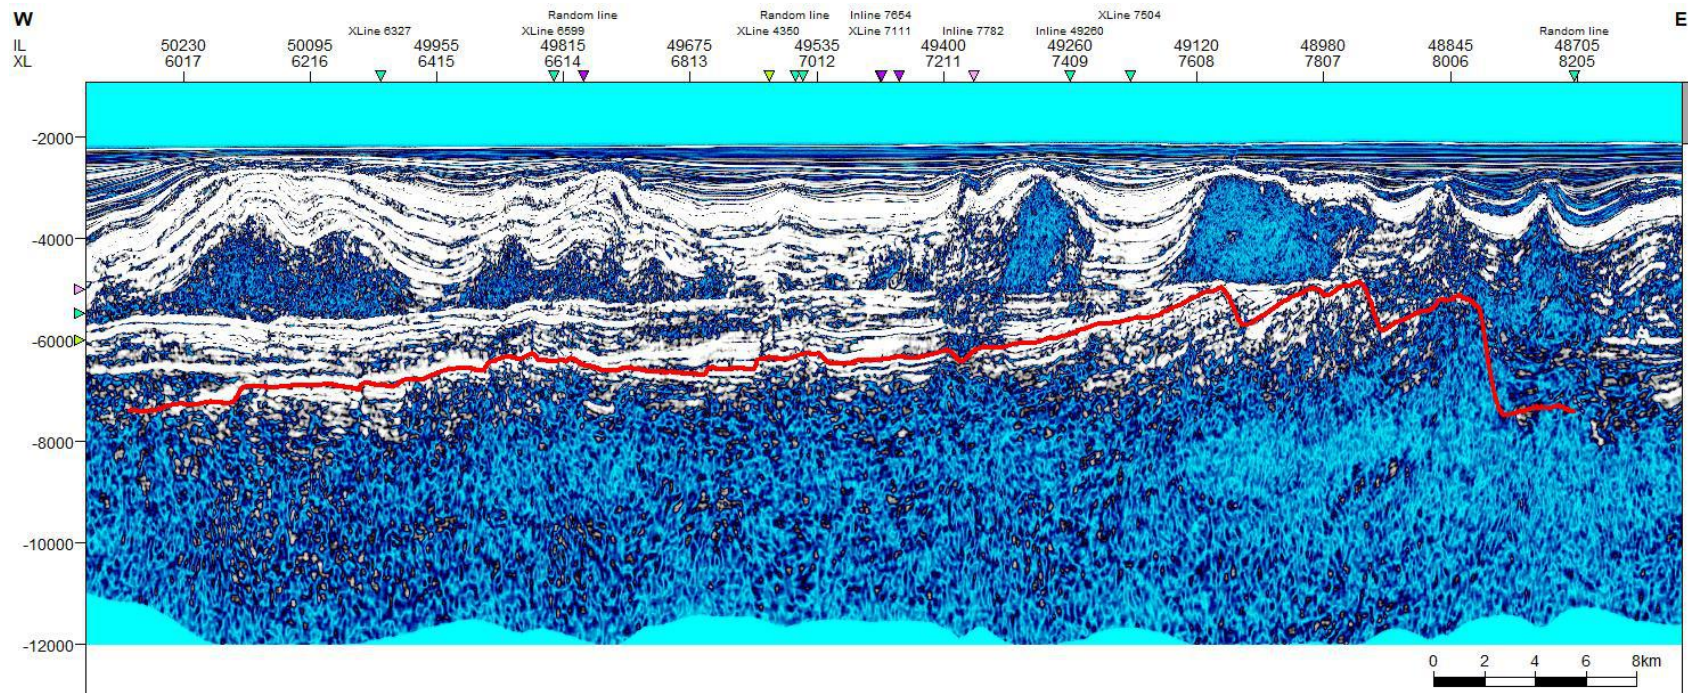 W E
Random line Random line Inline 7654 XLine 7504
XLine 6327 XLine 6599 XLine 4350 XLine 7111 Inline 7782 Inline 49260 Random line
IL 50230 50095 49955 49815 49675 49535 49400 49260 49120 48980 48845 48705
XL 6017 6216 6415 6614 6813 7012 7211 7409 7608 7807 8006 8205
-2000
-4000
-6000
-8000
-10000
-12000
0 2 4 6 8km